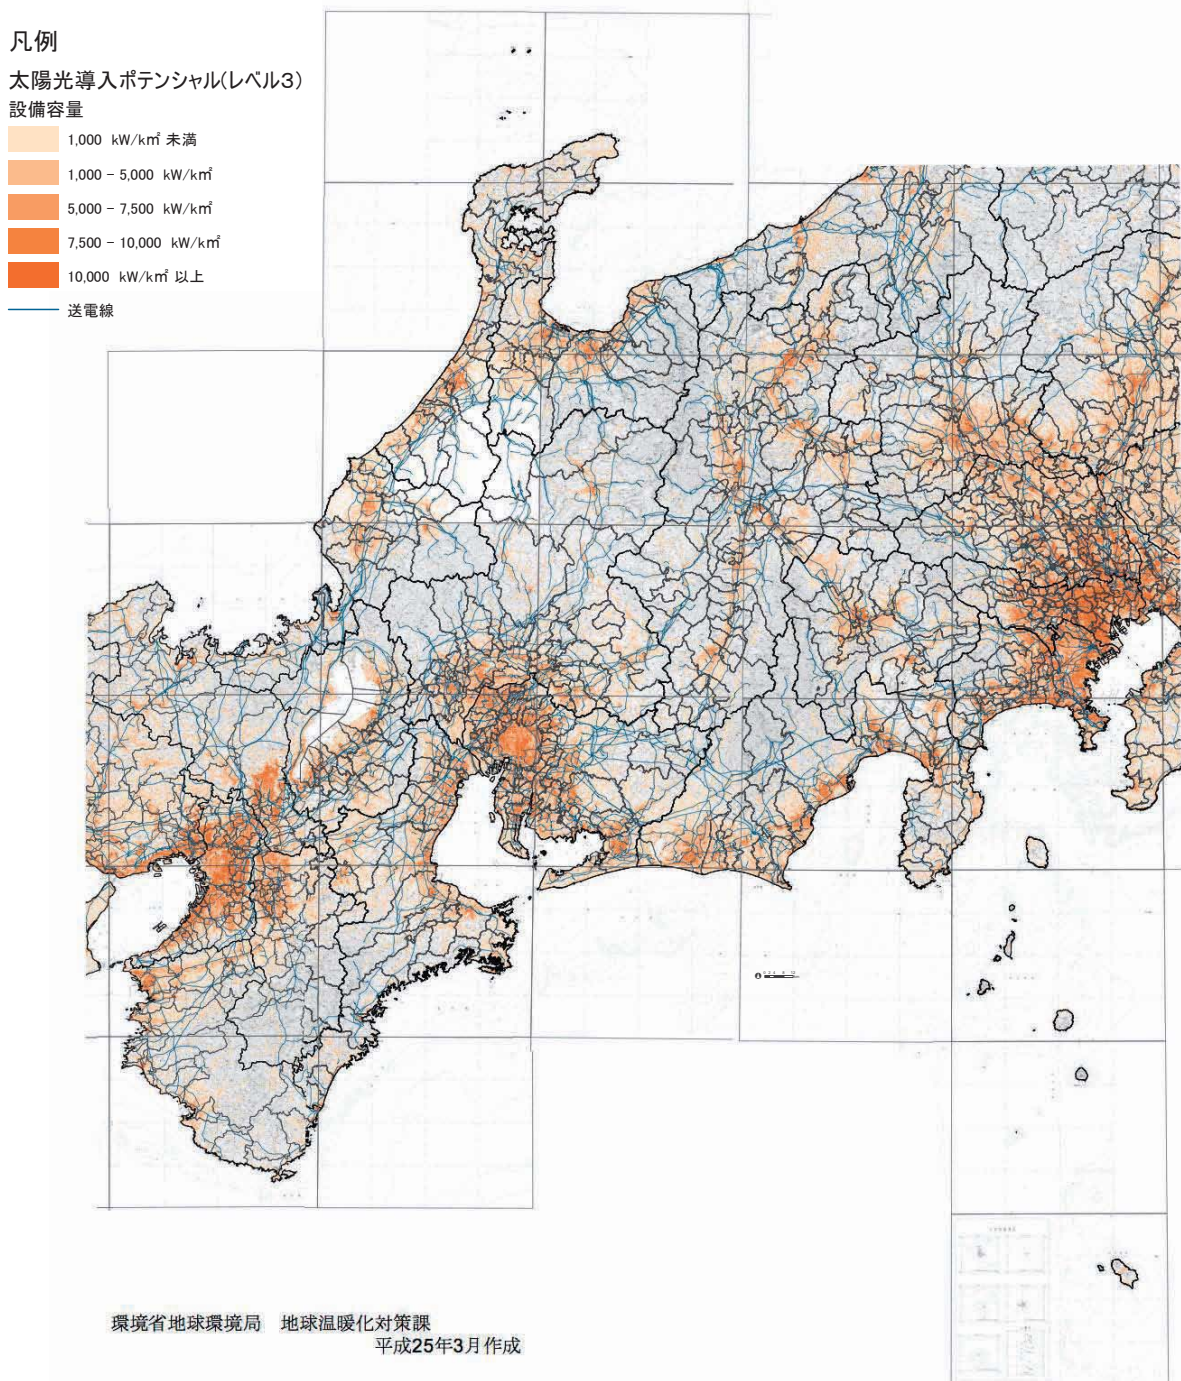 凡例
太陽光導入ポテンシャル(レベル3)
設備容量
1,000 kW/k㎡ 未満
1,000 - 5,000 kW/k㎡
5,000 - 7,500 kW/k㎡
7,500 - 10,000 kW/k㎡
10,000 kW/k㎡ 以上
送電線
環境省地球環境局 地球温暖化対策課
平成25年3月作成